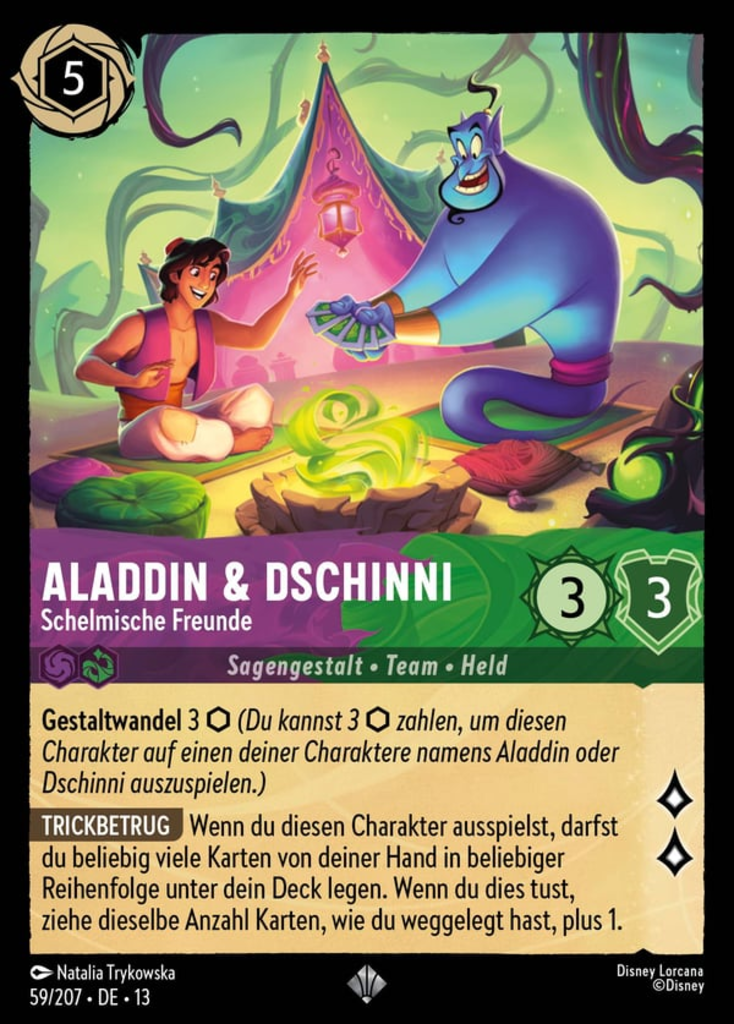 5
ALADDIN & DSCHINNI
Schelmische Freunde
3
3
Sagengestalt • Team • Held
Gestaltwandel 3 ⬡ (Du kannst 3 ⬡ zahlen, um diesen
Charakter auf einen deiner Charaktere namens Aladdin oder
Dschinni auszuspielen.)
TRICKBETRUG Wenn du diesen Charakter ausspielst, darfst
du beliebig viele Karten von deiner Hand in beliebiger
Reihenfolge unter dein Deck legen. Wenn du dies tust,
ziehe dieselbe Anzahl Karten, wie du weggelegt hast, plus 1.
Natalia Trykowska
59/207 • DE • 13
Disney Lorcana
©Disney